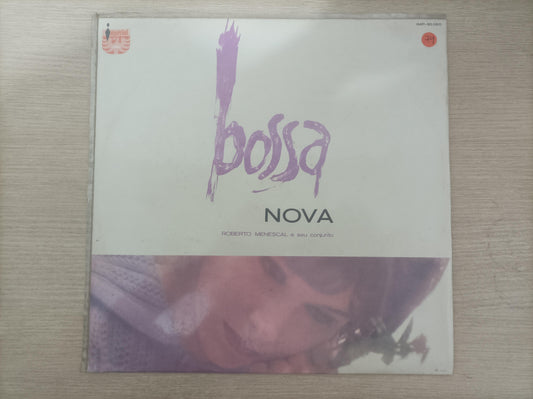 bossa
NOVA
ROBERTO MENESCAL e seu conjunto